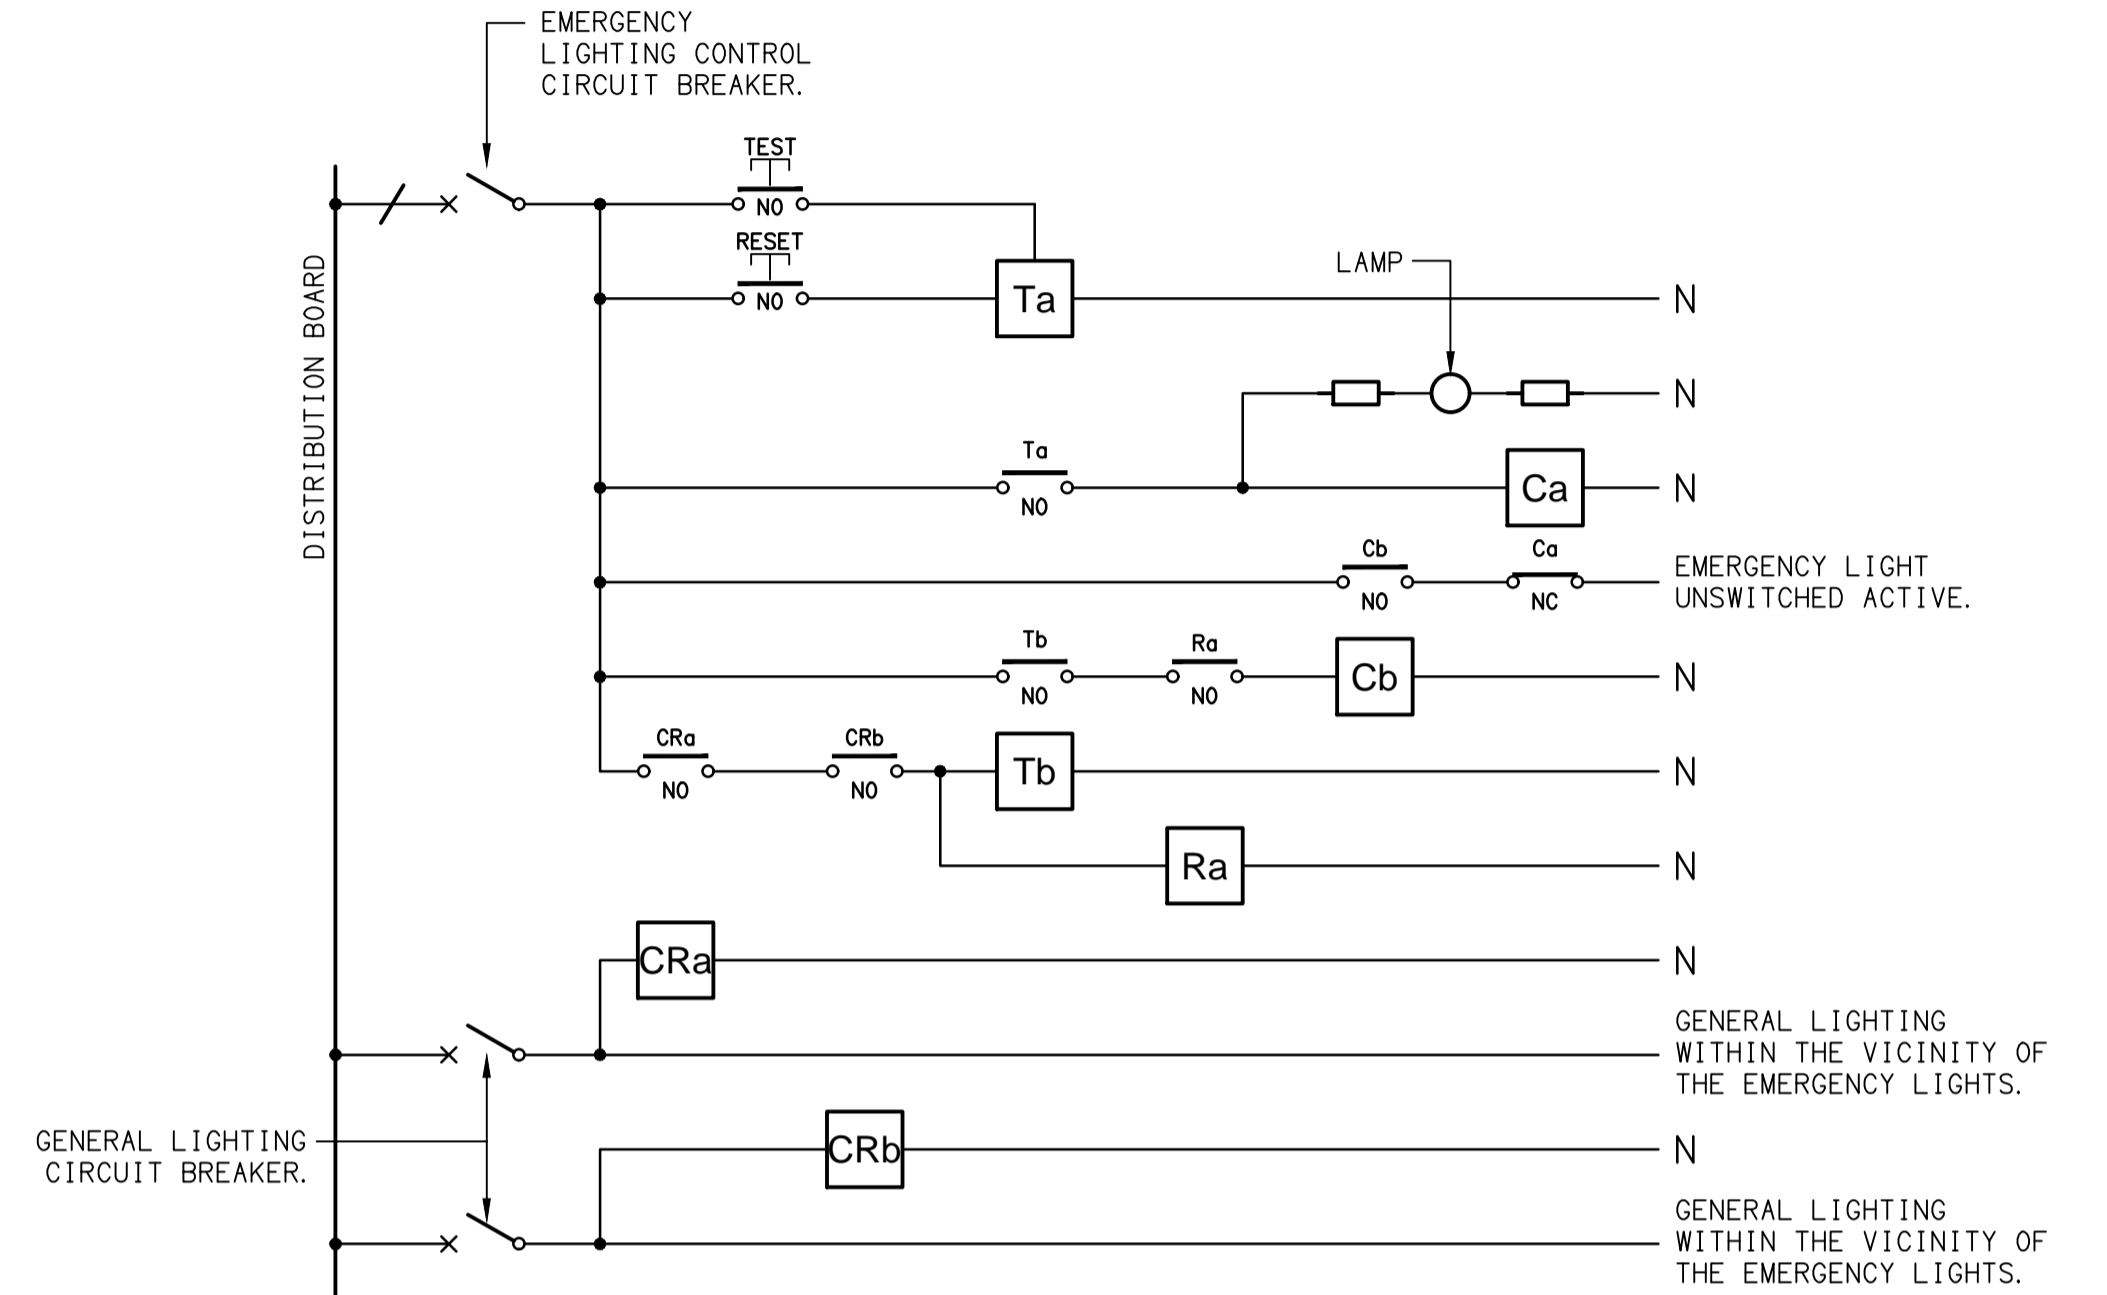 EMERGENCY
LIGHTING CONTROL
CIRCUIT BREAKER.
TEST
NO
RESET
NO
DISTRIBUTION BOARD
Ta
N
LAMP
N
Ta
NO
Ca
N
Cb
NO
Ca
NC
EMERGENCY LIGHT
UNSWITCHED ACTIVE.
Tb
NO
Ra
NO
Cb
N
CRa
NO
CRb
NO
Tb
N
Ra
N
CRa
N
GENERAL LIGHTING
WITHIN THE VICINITY OF
THE EMERGENCY LIGHTS.
GENERAL LIGHTING
CIRCUIT BREAKER.
CRb
N
GENERAL LIGHTING
WITHIN THE VICINITY OF
THE EMERGENCY LIGHTS.